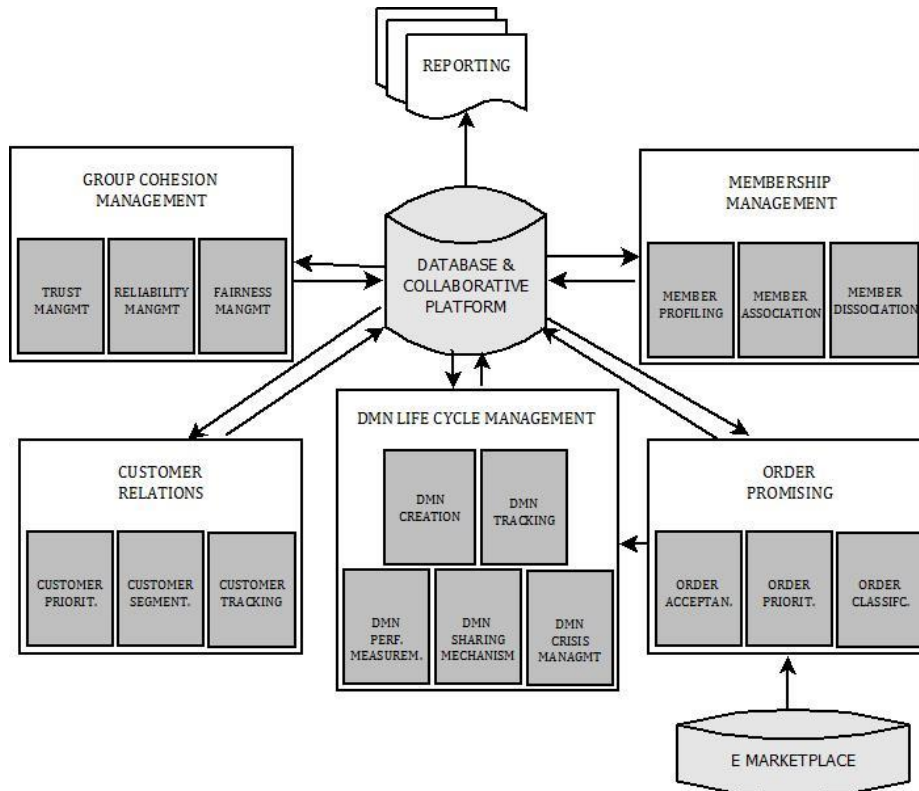 REPORTING
GROUP COHESION
MANAGEMENT
TRUST
MANGMT
RELIABILITY
MANGMT
FAIRNESS
MANGMT
DATABASE &
COLLABORATIVE
PLATFORM
MEMBERSHIP
MANAGEMENT
MEMBER
PROFILING
MEMBER
ASSOCIATION
MEMBER
DISSOCIATION
CUSTOMER
RELATIONS
CUSTOMER
PRIORIT.
CUSTOMER
SEGMENT.
CUSTOMER
TRACKING
DMN LIFE CYCLE MANAGEMENT
DMN
CREATION
DMN
TRACKING
DMN
PERF.
MEASUREM.
DMN
SHARING
MECHANISM
DMN
CRISIS
MANAGMT
ORDER
PROMISING
ORDER
ACCEPTAN.
ORDER
PRIORIT.
ORDER
CLASSIFC.
E MARKETPLACE